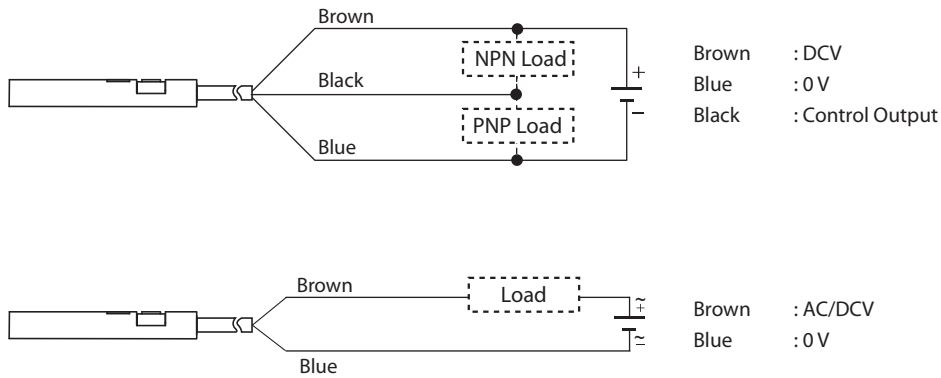 Brown
NPN Load
Black
PNP Load
Blue
+
−
Brown : DCV
Blue : 0 V
Black : Control Output
Brown
Load
Blue
~
+
~
−
Brown : AC/DCV
Blue : 0 V